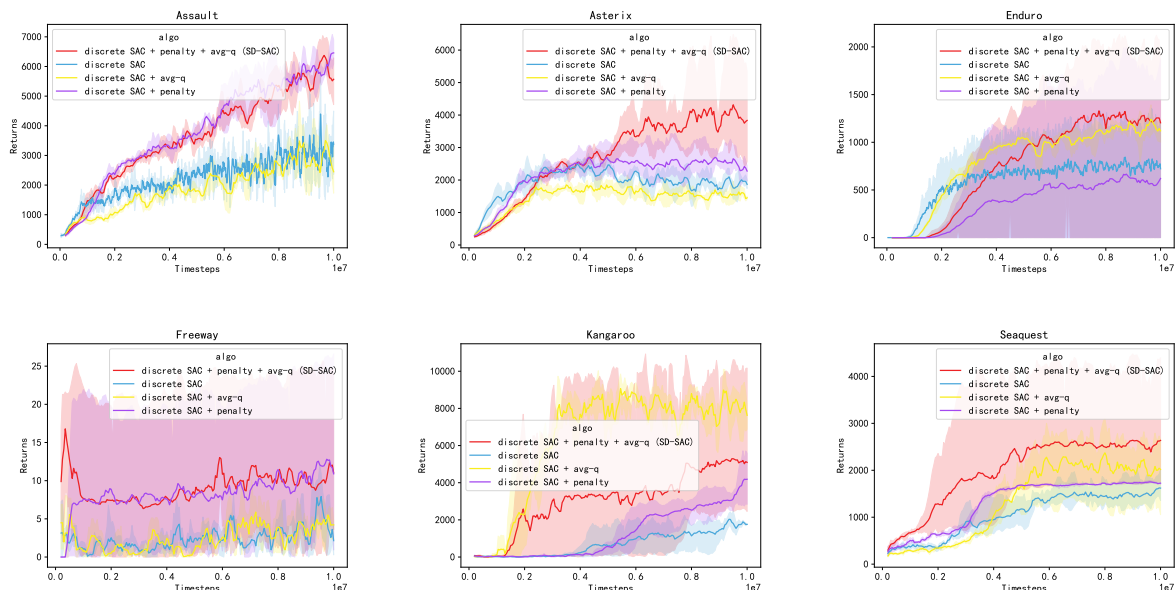 Assault
algo
discrete SAC + penalty + avg-q (SD-SAC)
discrete SAC
discrete SAC + avg-q
discrete SAC + penalty
Returns
7000
6000
5000
4000
3000
2000
1000
0
0.0 0.2 0.4 0.6 0.8 1.0
1e7
Timesteps
Asterix
algo
discrete SAC + penalty + avg-q (SD-SAC)
discrete SAC
discrete SAC + avg-q
discrete SAC + penalty
Returns
6000
5000
4000
3000
2000
1000
0
0.0 0.2 0.4 0.6 0.8 1.0
1e7
Timesteps
Enduro
algo
discrete SAC + penalty + avg-q (SD-SAC)
discrete SAC
discrete SAC + avg-q
discrete SAC + penalty
Returns
2000
1500
1000
500
0
0.0 0.2 0.4 0.6 0.8 1.0
1e7
Timesteps
Freeway
algo
discrete SAC + penalty + avg-q (SD-SAC)
discrete SAC
discrete SAC + avg-q
discrete SAC + penalty
Returns
25
20
15
10
5
0
0.0 0.2 0.4 0.6 0.8 1.0
1e7
Timesteps
Kangaroo
algo
discrete SAC + penalty + avg-q (SD-SAC)
discrete SAC
discrete SAC + avg-q
discrete SAC + penalty
Returns
10000
8000
6000
4000
2000
0
0.0 0.2 0.4 0.6 0.8 1.0
1e7
Timesteps
Seaquest
algo
discrete SAC + penalty + avg-q (SD-SAC)
discrete SAC
discrete SAC + avg-q
discrete SAC + penalty
Returns
4000
3000
2000
1000
0
0.0 0.2 0.4 0.6 0.8 1.0
1e7
Timesteps